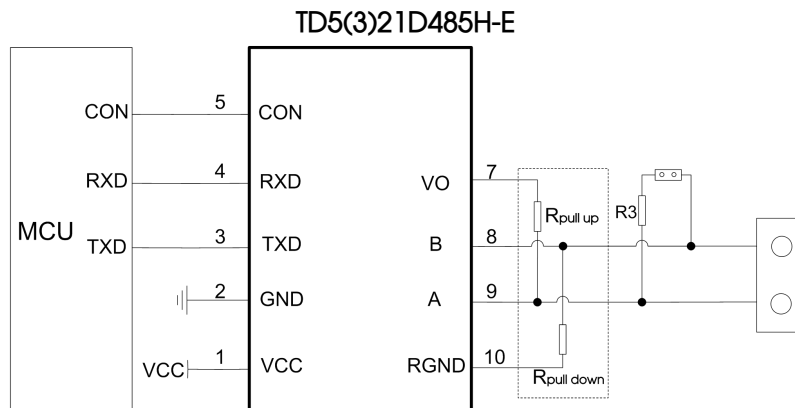 TD5(3)21D485H-E
CON 5 CON
RXD 4 RXD
VO 7
Rpull up
R3
MCU
TXD 3 TXD
B 8
2 GND
A 9
VCC 1 VCC
RGND 10
Rpull down